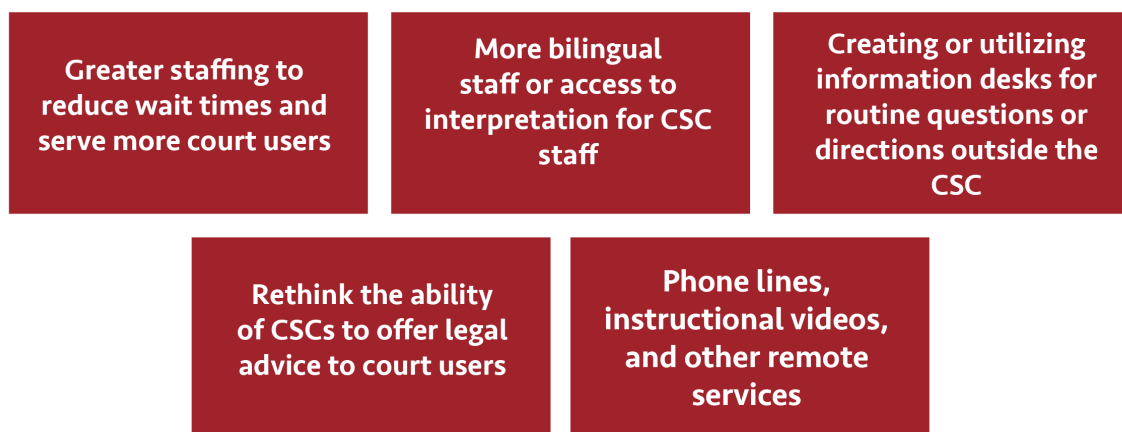 Greater staffing to
reduce wait times and
serve more court users
More bilingual
staff or access to
interpretation for CSC
staff
Creating or utilizing
information desks for
routine questions or
directions outside the
CSC
Rethink the ability
of CSCs to offer legal
advice to court users
Phone lines,
instructional videos,
and other remote
services